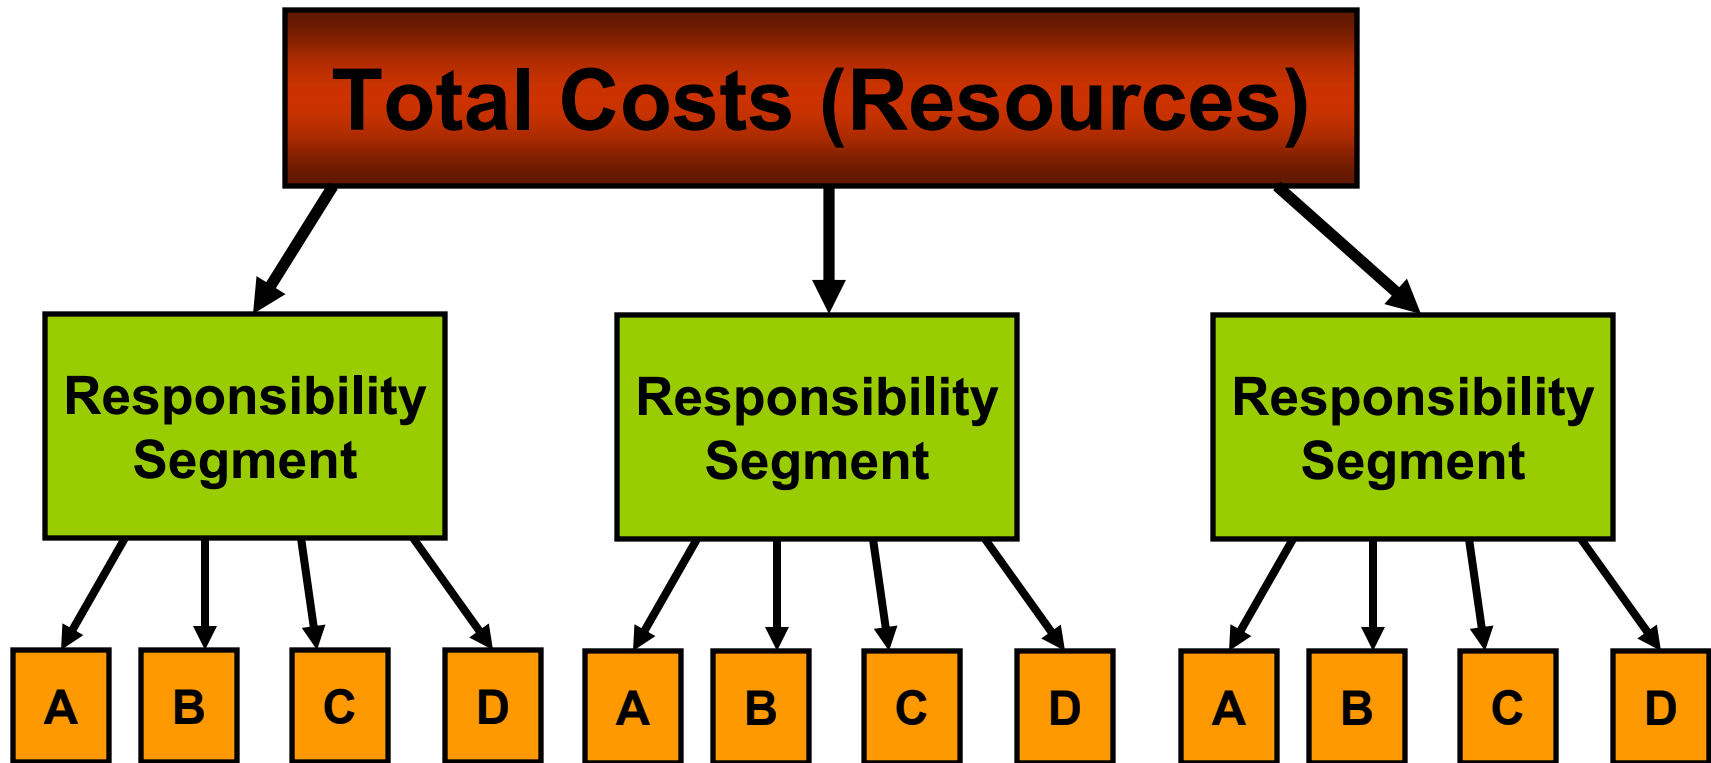 Total Costs (Resources)
Responsibility
Segment
Responsibility
Segment
Responsibility
Segment
A B C D A B C D A B C D